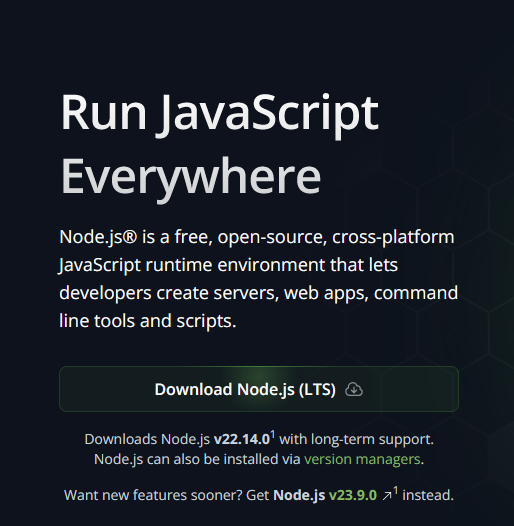 Run JavaScript
Everywhere
Node.js® is a free, open-source, cross-platform
JavaScript runtime environment that lets
developers create servers, web apps, command
line tools and scripts.
Download Node.js (LTS)
Downloads Node.js v22.14.0¹ with long-term support.
Node.js can also be installed via version managers.
Want new features sooner? Get Node.js v23.9.0 ↗¹ instead.